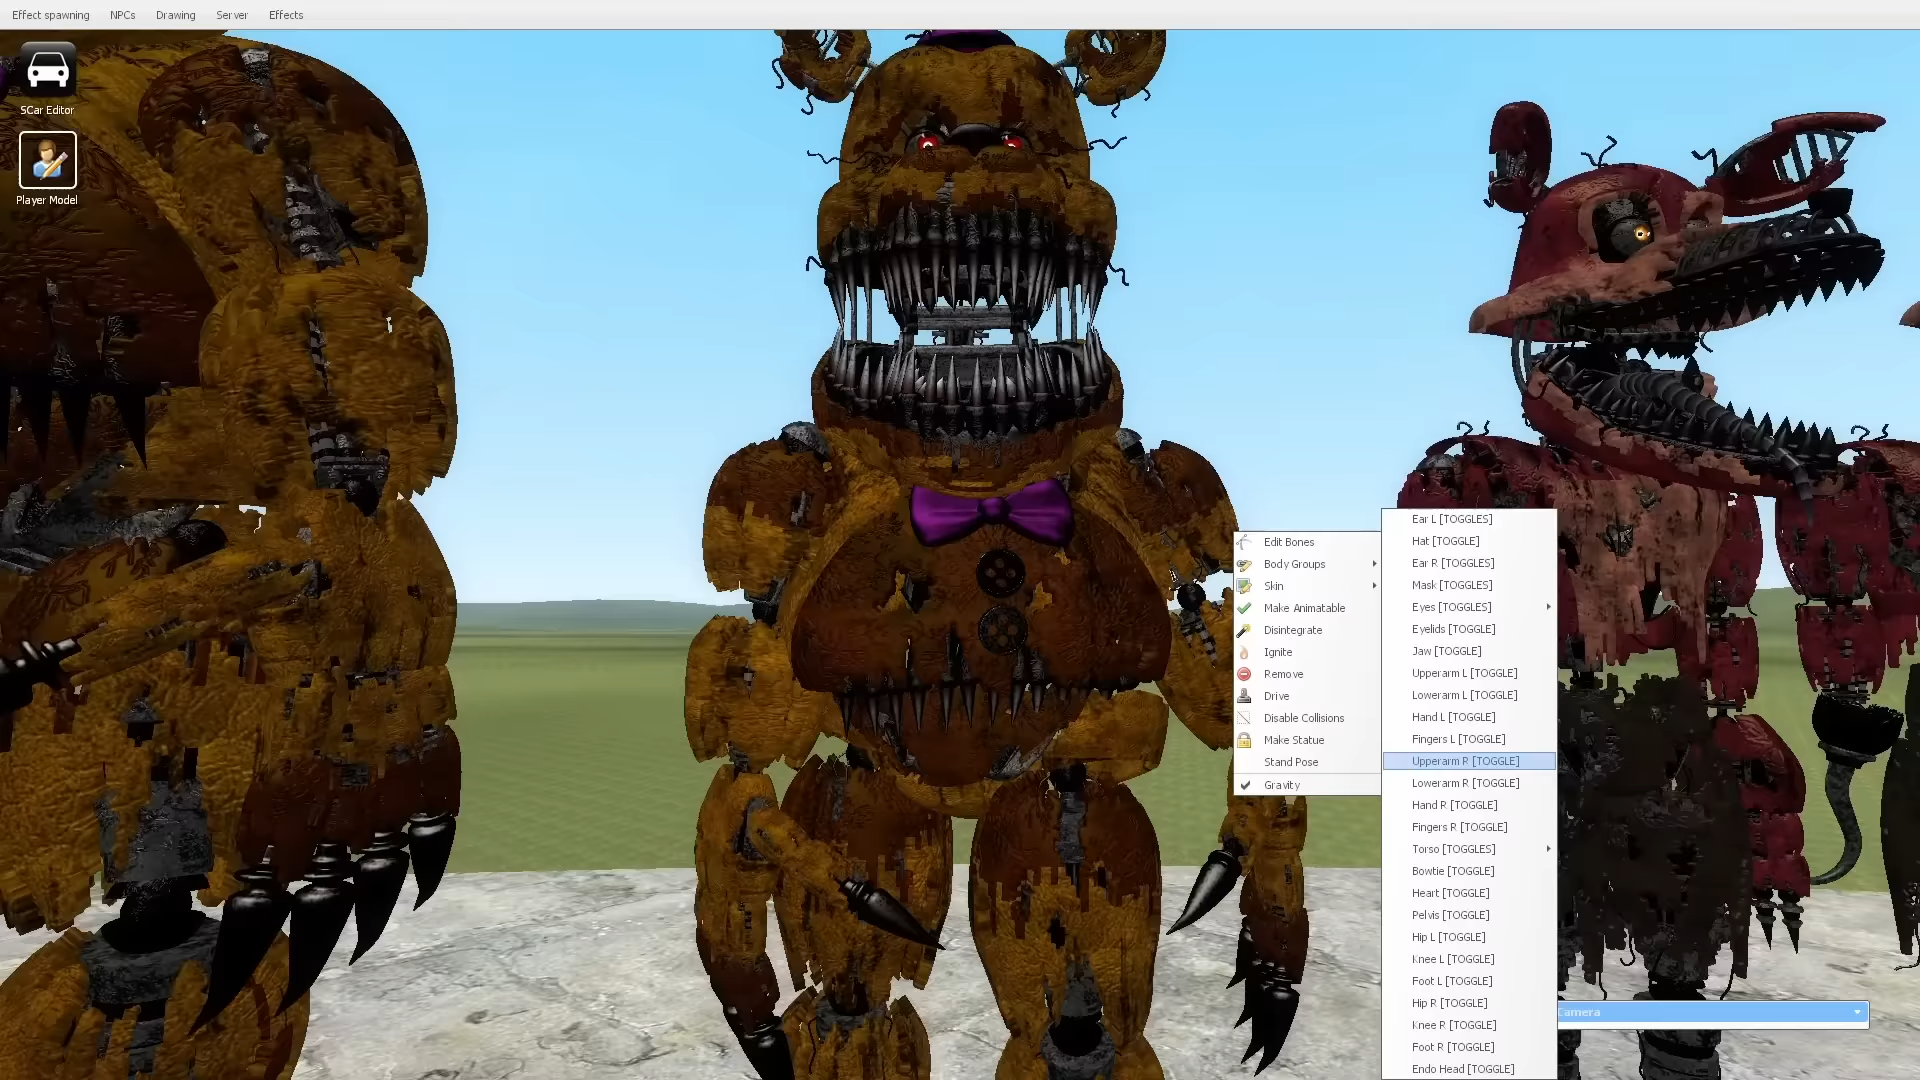 Effect spawning NPCs Drawing Server Effects
SCar Editor
Player Model
Edit Bones
Body Groups
Skin
Make Animatable
Disintegrate
Ignite
Remove
Drive
Disable Collisions
Make Statue
Stand Pose
Gravity
Ear L [TOGGLES]
Hat [TOGGLE]
Ear R [TOGGLES]
Mask [TOGGLES]
Eyes [TOGGLES]
Eyelids [TOGGLE]
Jaw [TOGGLE]
Upperarm L [TOGGLE]
Lowerarm L [TOGGLE]
Hand L [TOGGLE]
Fingers L [TOGGLE]
Upperarm R [TOGGLE]
Lowerarm R [TOGGLE]
Hand R [TOGGLE]
Fingers R [TOGGLE]
Torso [TOGGLES]
Bowtie [TOGGLE]
Heart [TOGGLE]
Pelvis [TOGGLE]
Hip L [TOGGLE]
Knee L [TOGGLE]
Foot L [TOGGLE]
Hip R [TOGGLE]
Knee R [TOGGLE]
Foot R [TOGGLE]
Endo Head [TOGGLE]
Camera